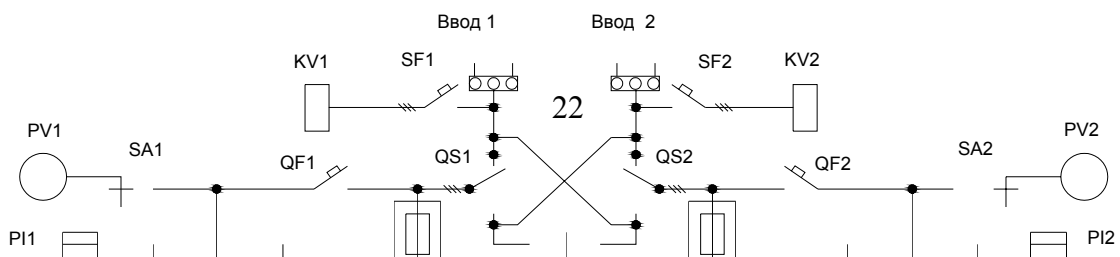 Ввод 1 Ввод 2
KV1 SF1 SF2 KV2
22
PV1 PV2
SA1 QF1 QS1 QS2 QF2 SA2
PI1 PI2